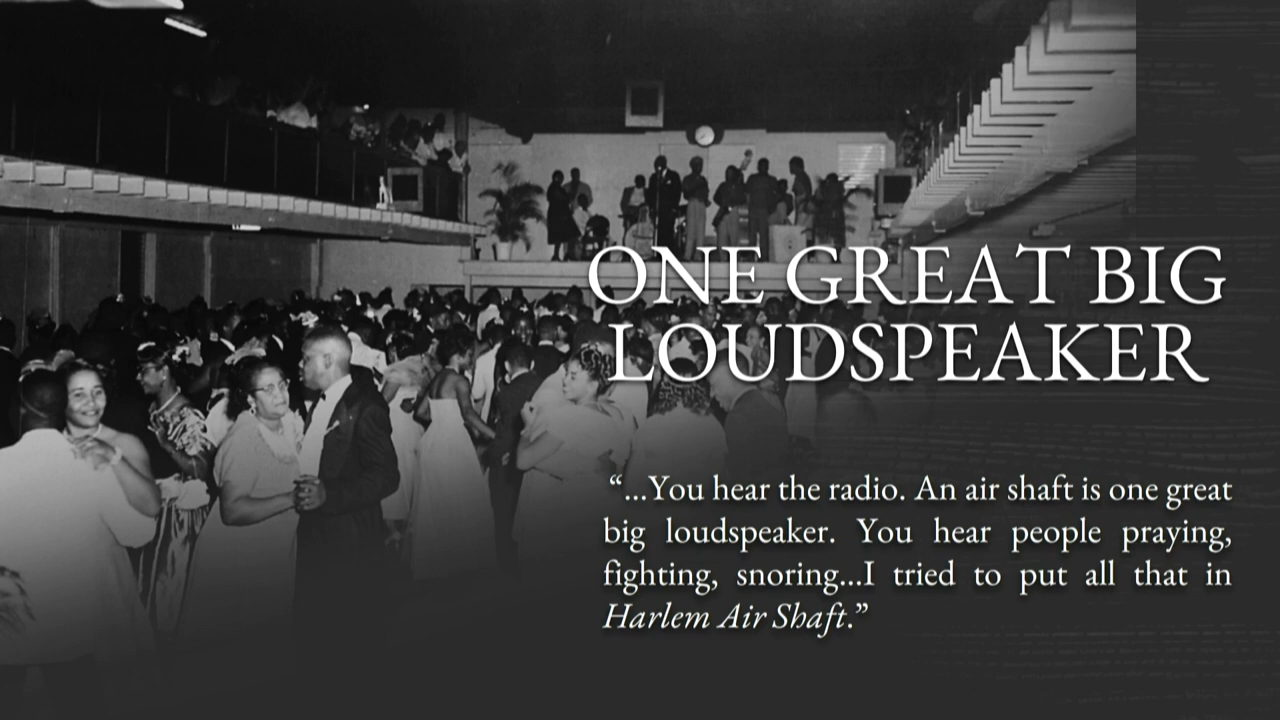 ONE GREAT BIG
LOUDSPEAKER
“...You hear the radio. An air shaft is one great
big loudspeaker. You hear people praying,
fighting, snoring...I tried to put all that in
Harlem Air Shaft.”